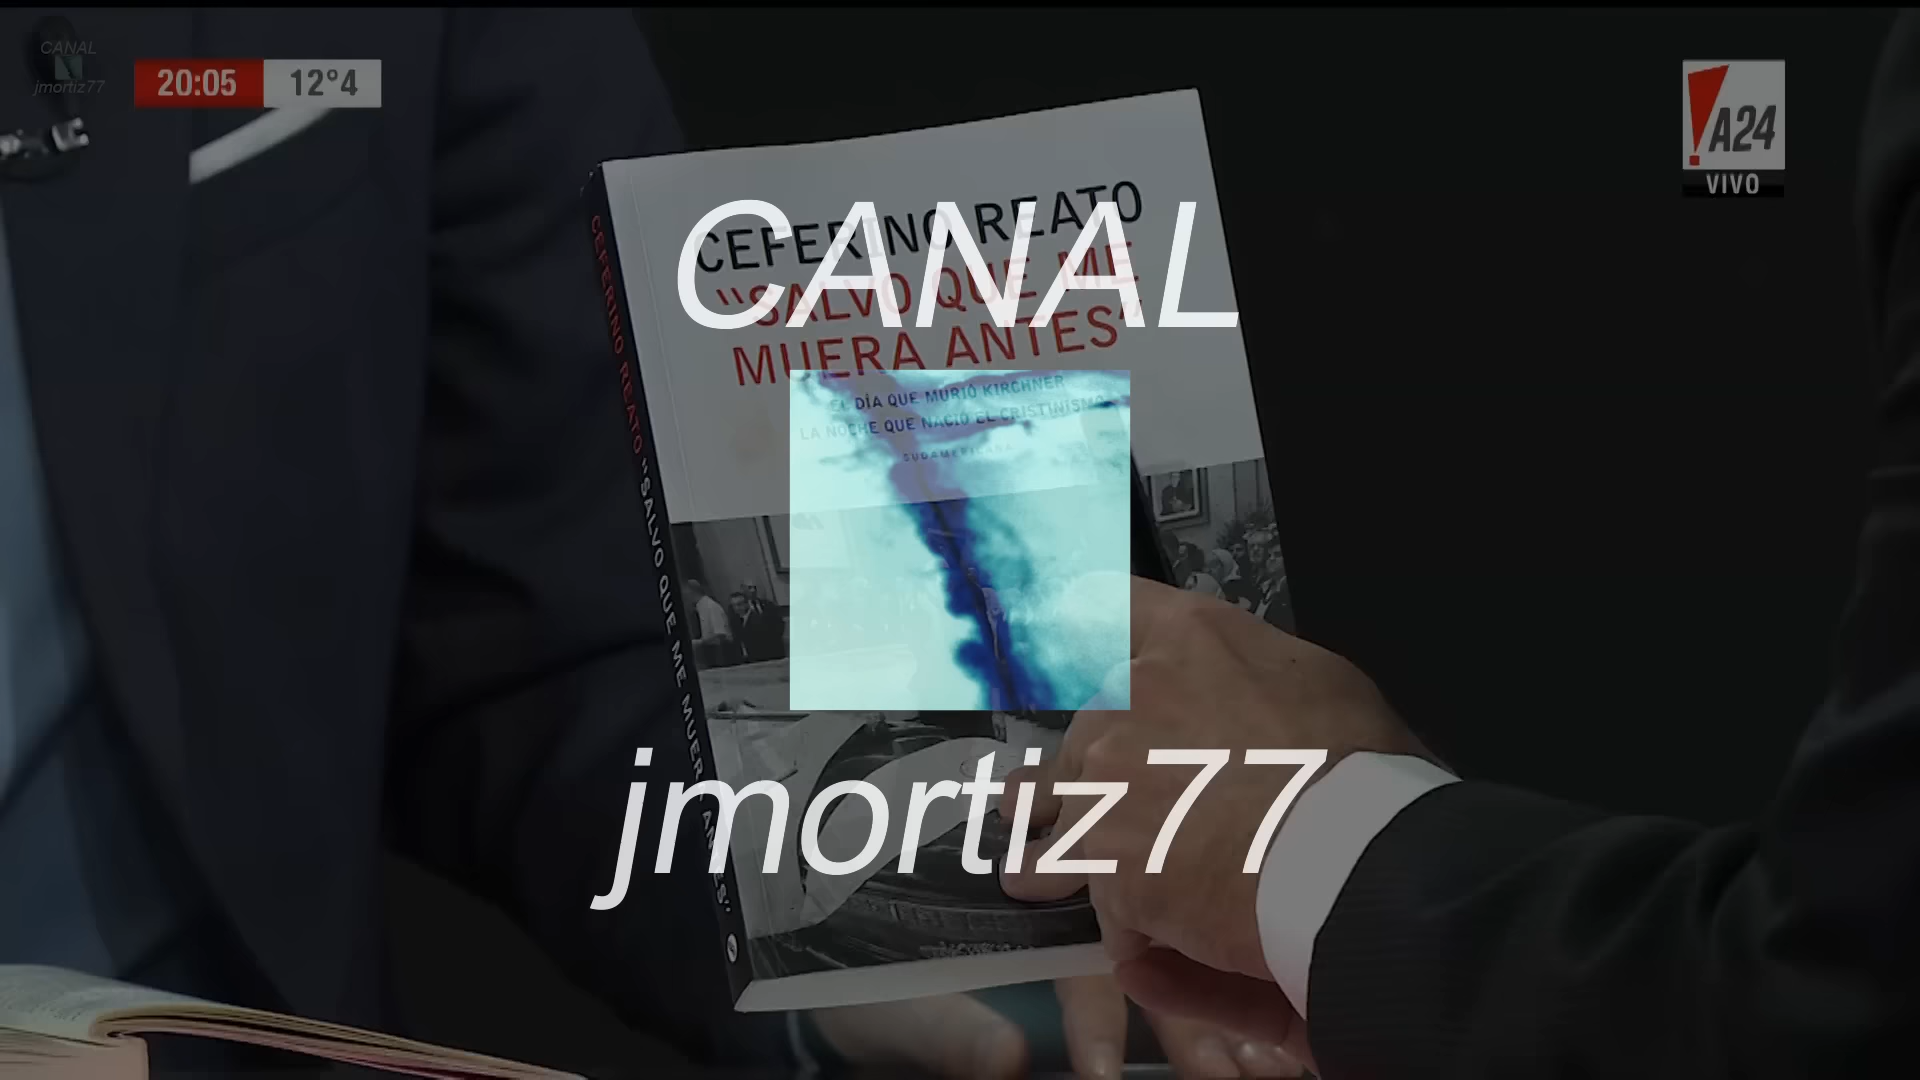 CANAL
jmortiz77
20:05 12°4
A24
VIVO
CEFERINO REATO
“SALVO QUE ME
MUERA ANTES”
EL DÍA QUE MURIÓ KIRCHNER
LA NOCHE QUE NACIÓ EL CRISTINISMO
SUDAMERICANA
CEFERINO REATO “SALVO QUE ME MUERA ANTES”
CANAL
jmortiz77